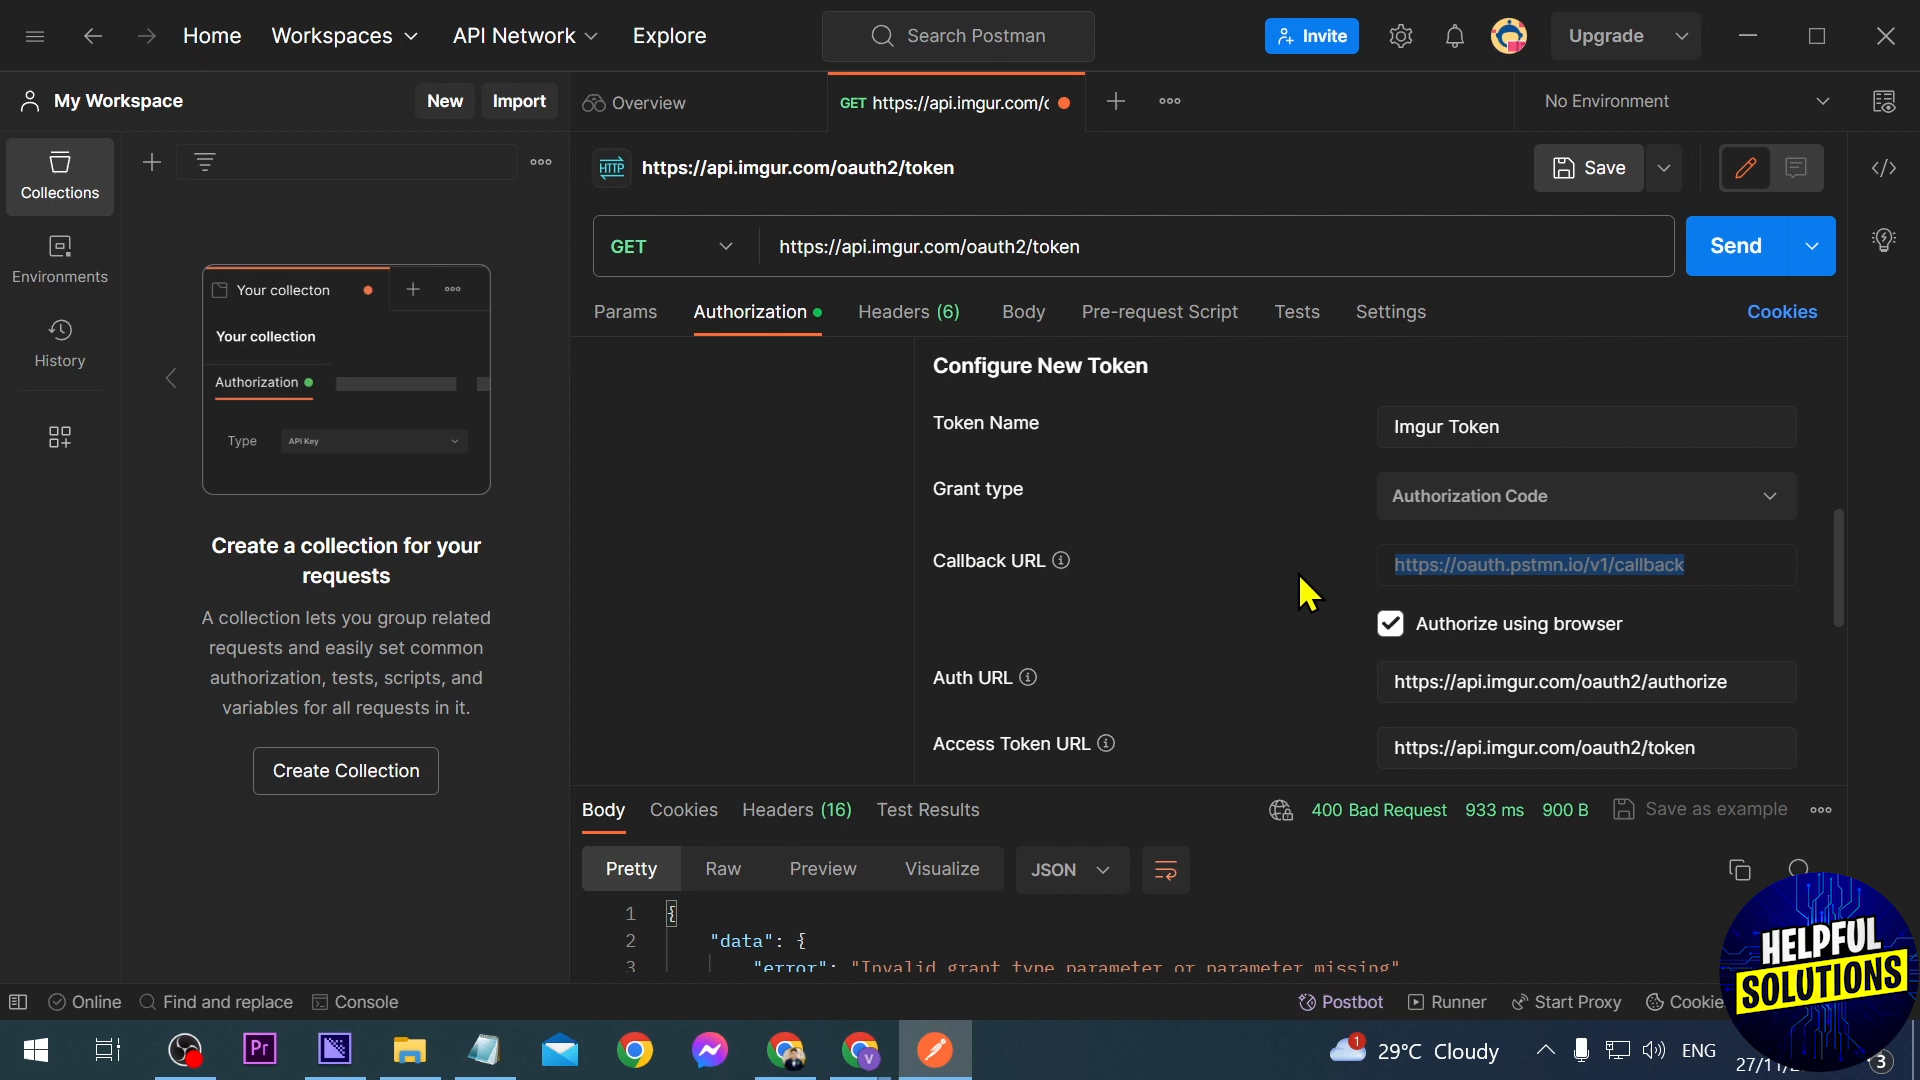 Home
Workspaces
API Network
Explore
Search Postman
Invite
Upgrade
My Workspace
New
Import
Overview
GET https://api.imgur.com/c
No Environment
Collections
Environments
History
Your collecton
Your collection
Authorization
Type
API Key
Create a collection for your
requests
A collection lets you group related
requests and easily set common
authorization, tests, scripts, and
variables for all requests in it.
Create Collection
HTTP
https://api.imgur.com/oauth2/token
Save
GET
https://api.imgur.com/oauth2/token
Send
Params
Authorization
Headers (6)
Body
Pre-request Script
Tests
Settings
Cookies
Configure New Token
Token Name
Imgur Token
Grant type
Authorization Code
Callback URL
https://oauth.pstmn.io/v1/callback
Authorize using browser
Auth URL
https://api.imgur.com/oauth2/authorize
Access Token URL
https://api.imgur.com/oauth2/token
Body
Cookies
Headers (16)
Test Results
400 Bad Request
933 ms
900 B
Save as example
Pretty
Raw
Preview
Visualize
JSON
1 {
2 "data": {
3 "error": "Invalid grant type parameter or parameter missing"
HELPFUL
SOLUTIONS
Online
Find and replace
Console
Postbot
Runner
Start Proxy
Cookie
Pr
V
1
29°C Cloudy
ENG
3